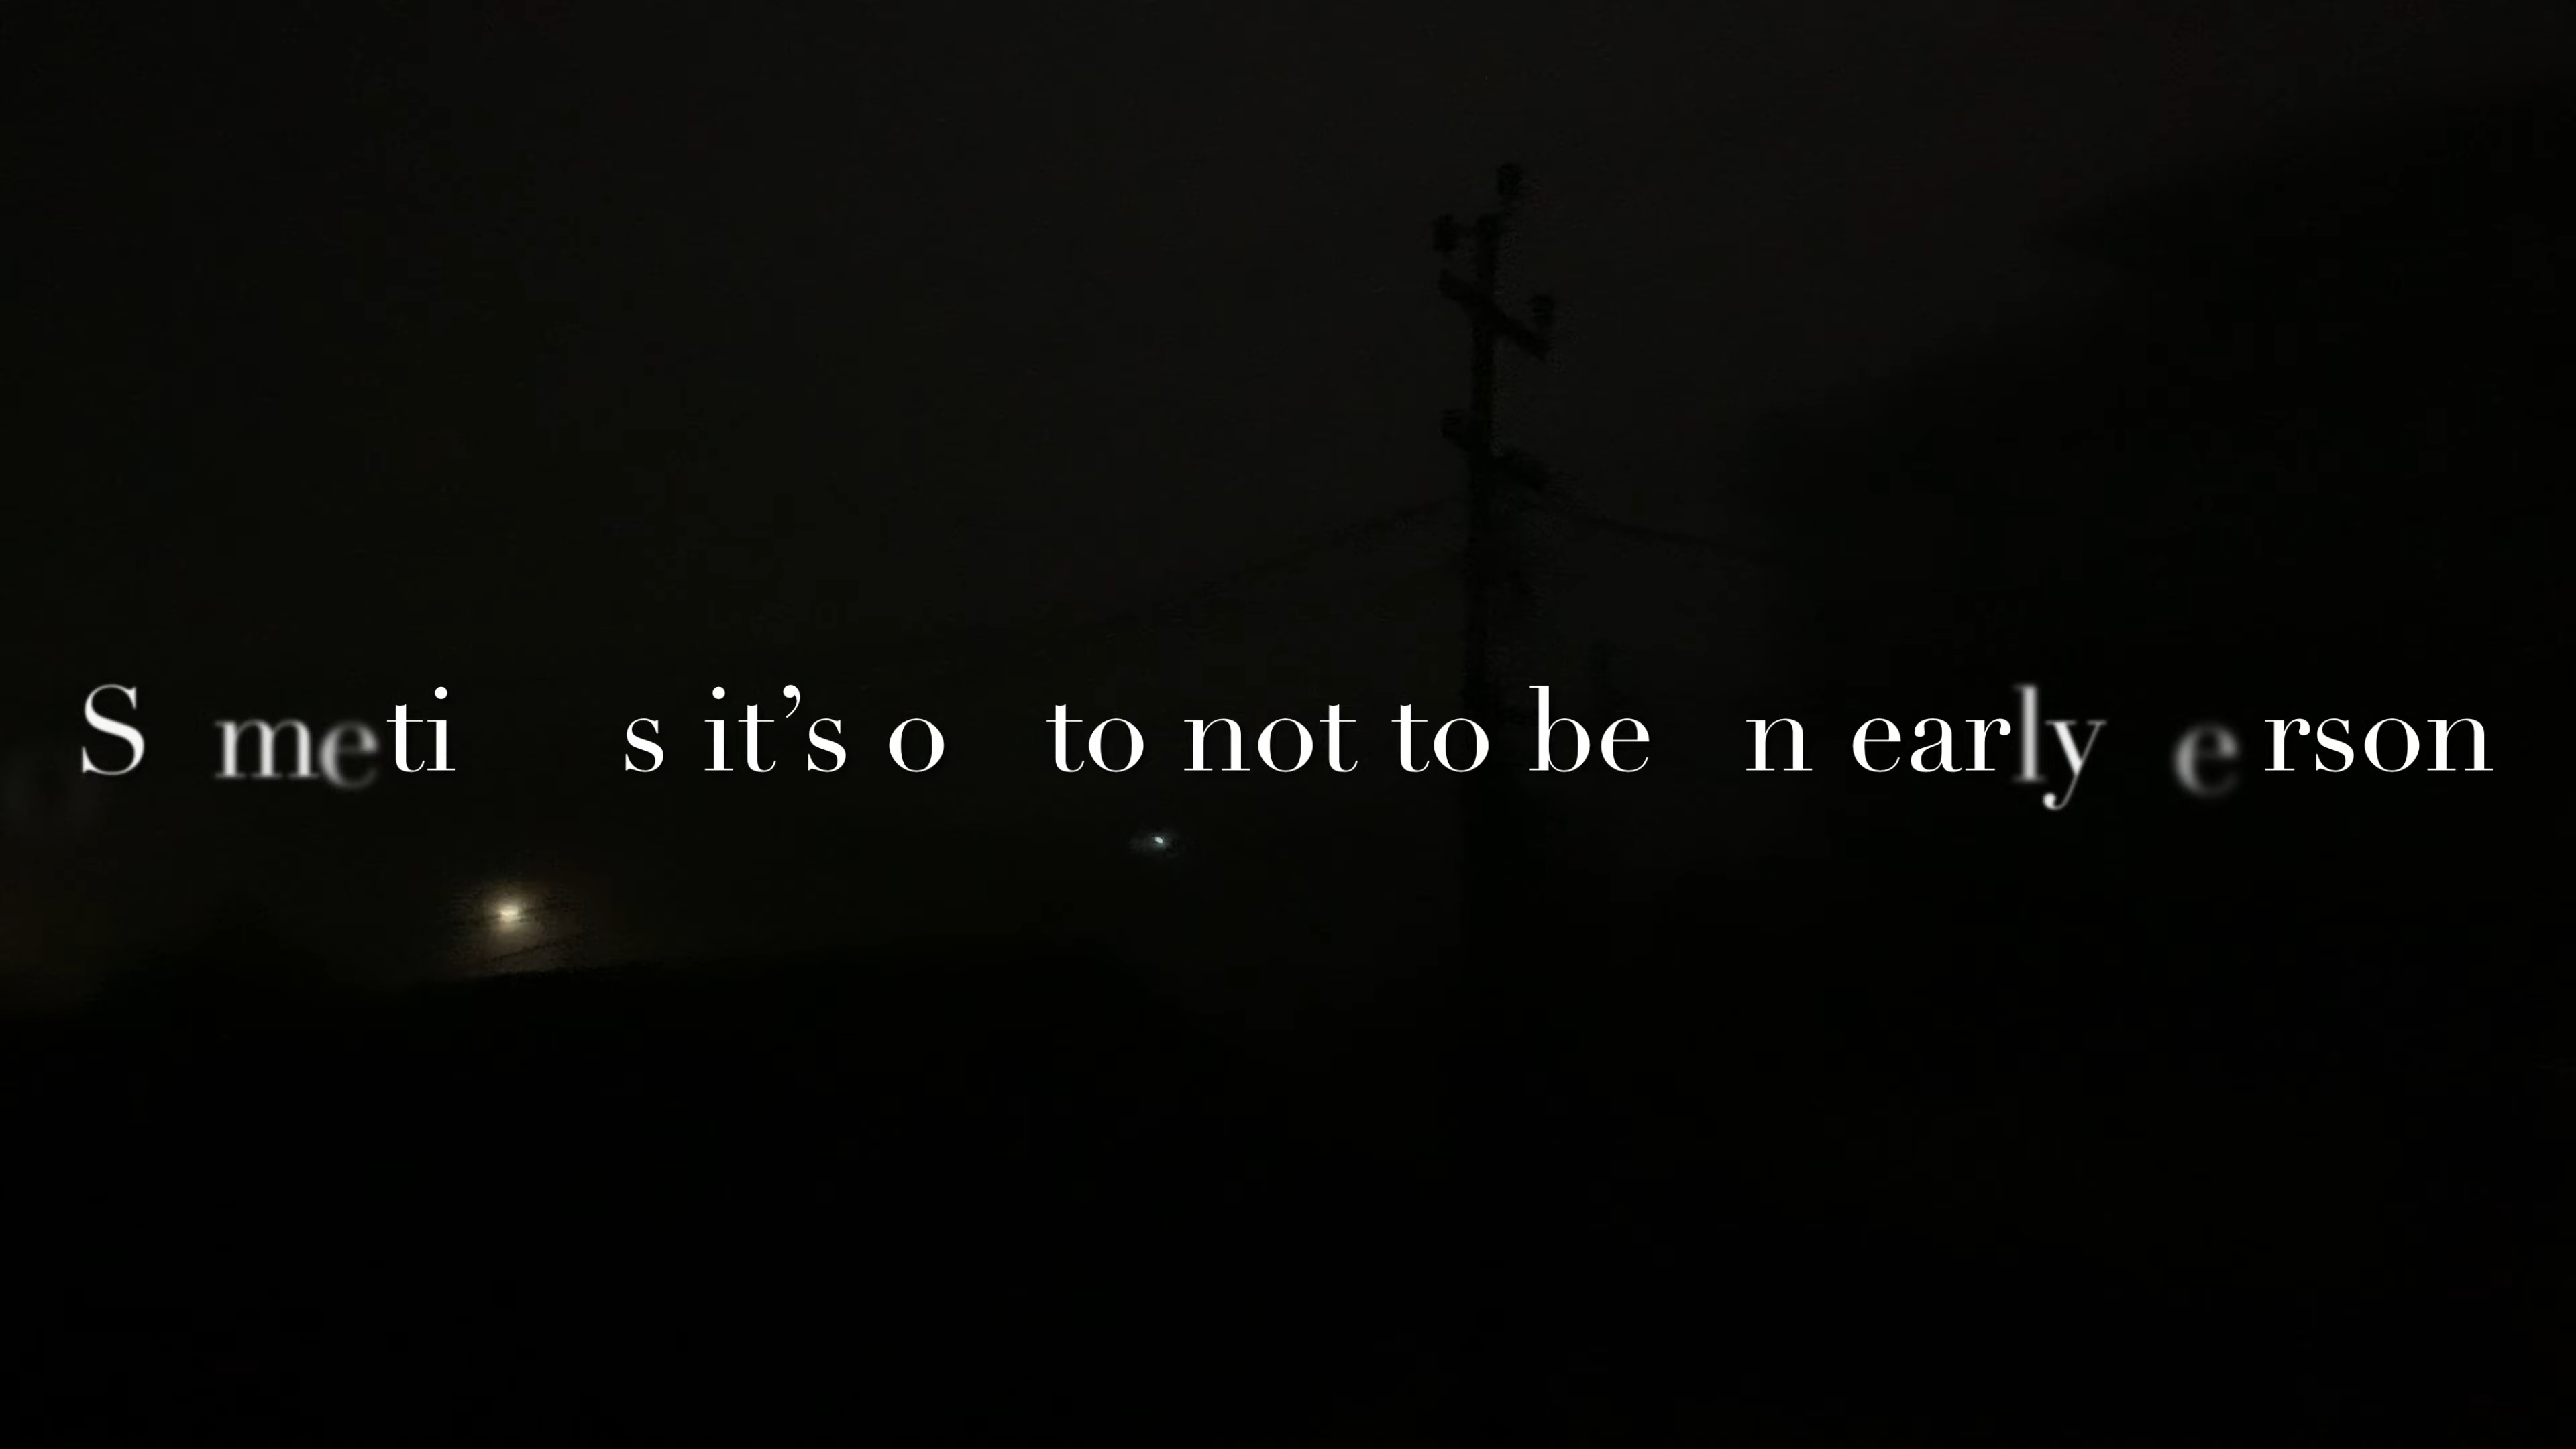 S meti s it’s o to not to be n early e rson